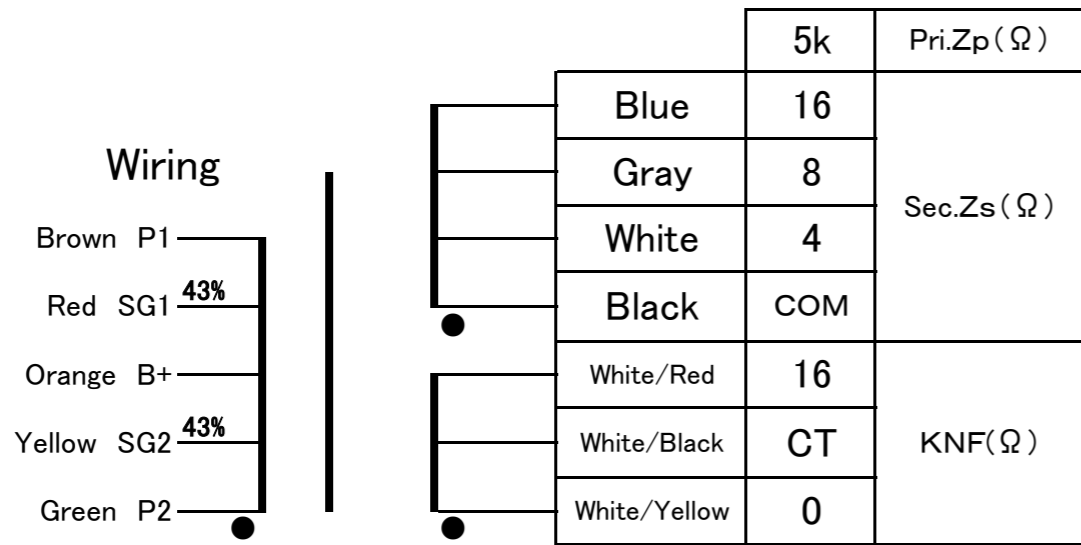 5k Pri.Zp(Ω)
Blue 16
Wiring
Gray 8
Sec.Zs(Ω)
Brown P1
White 4
Red SG1 43%
Black COM
Orange B+
White/Red 16
Yellow SG2 43%
White/Black CT KNF(Ω)
Green P2
White/Yellow 0